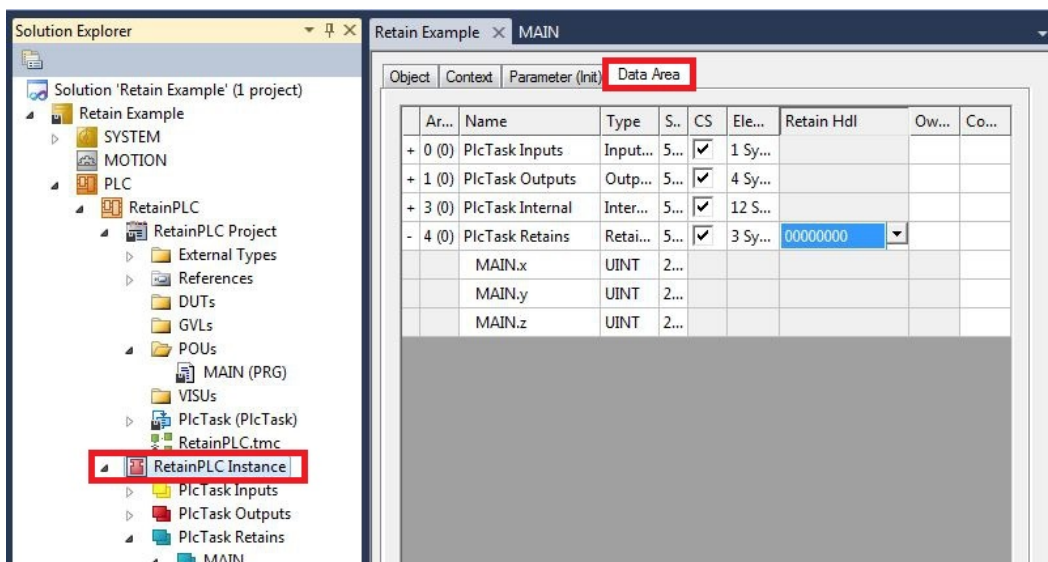 Solution Explorer
Solution 'Retain Example' (1 project)
Retain Example
SYSTEM
MOTION
PLC
RetainPLC
RetainPLC Project
External Types
References
DUTs
GVLs
POUs
MAIN (PRG)
VISUs
PlcTask (PlcTask)
RetainPLC.tmc
RetainPLC Instance
PlcTask Inputs
PlcTask Outputs
PlcTask Retains
MAIN
Retain Example MAIN
Object Context Parameter (Init) Data Area
Ar... Name Type S.. CS Ele... Retain Hdl Ow... Co...
+ 0 (0) PlcTask Inputs Input... 5... 1 Sy...
+ 1 (0) PlcTask Outputs Outp... 5... 4 Sy...
+ 3 (0) PlcTask Internal Inter... 5... 12 S...
- 4 (0) PlcTask Retains Retai... 5... 3 Sy... 00000000
MAIN.x UINT 2...
MAIN.y UINT 2...
MAIN.z UINT 2...